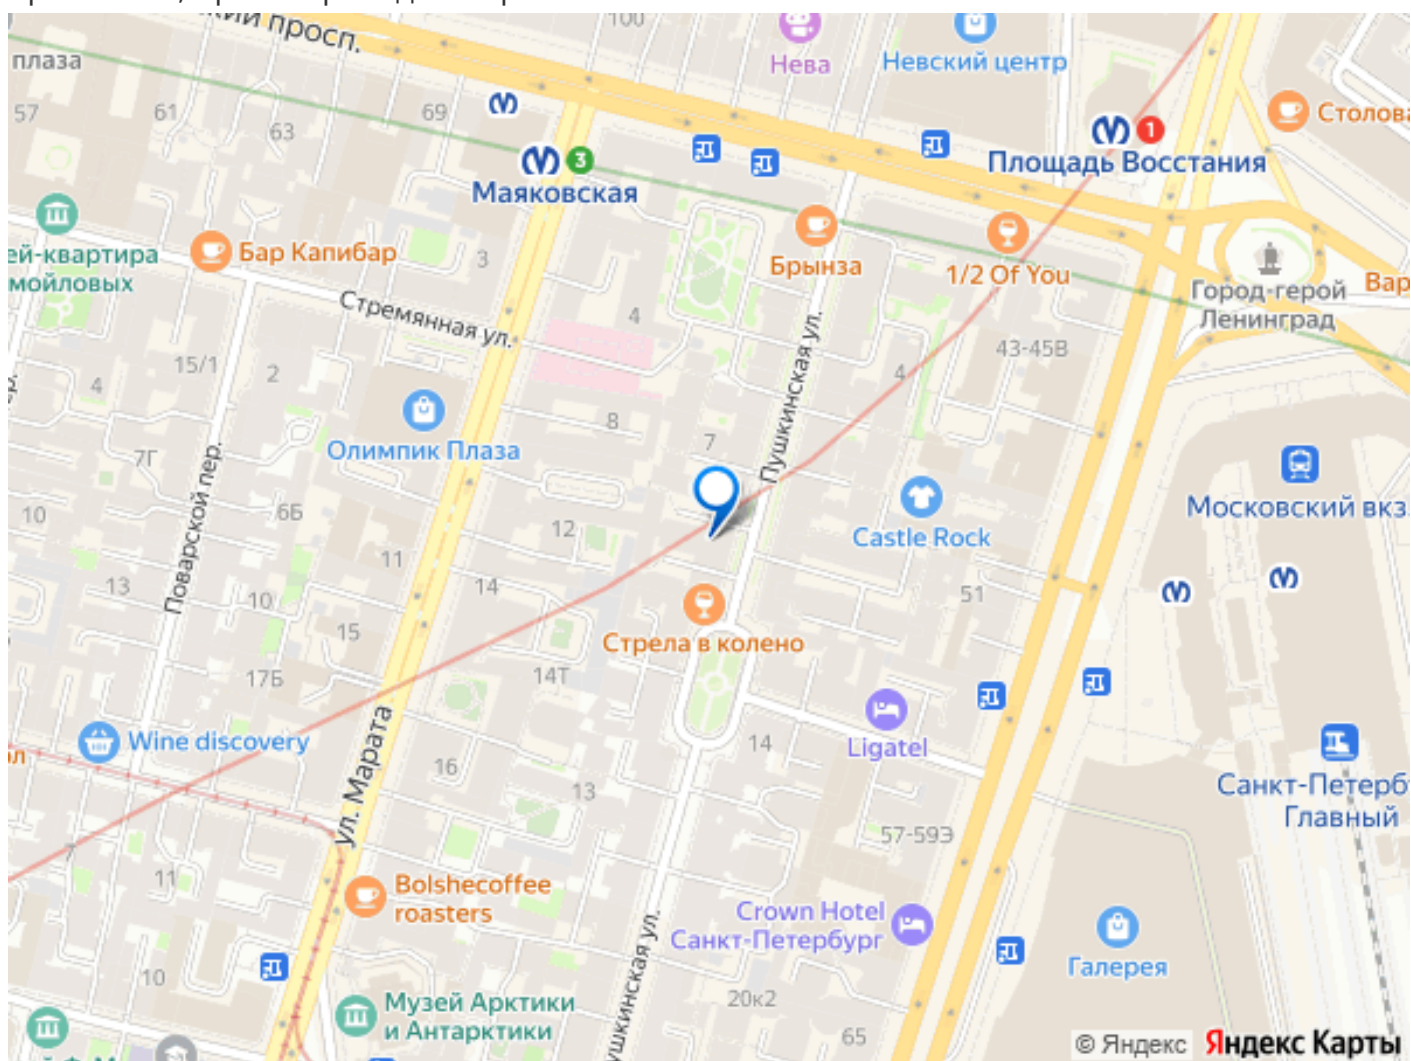 100
плаза
Нева
Невский центр
57
61
63
69
3
Столова
1
Площадь Восстания
Маяковская
ей-квартира
мойловых
Бар Капибар
3
Брынза
1/2 Of You
Вар
Город-герой
Ленинград
Стремянная ул.
4
43-45В
15/1
2
4
4
Олимпик Плаза
8
7
Пушкинская ул.
7Г
Поварской пер.
Московский вкз.
10
6Б
12
Castle Rock
11
13
10
14
51
15
Стрела в колено
17Б
14Т
Ligatel
Wine discovery
14
ул. Марата
16
13
Санкт-Петерб
Главный
57-59Э
7
11
Bolshecoffee
roasters
Crown Hotel
Санкт-Петербург
Галерея
10
Музей Арктики
и Антарктики
20к2
65
© Яндекс Яндекс Карты